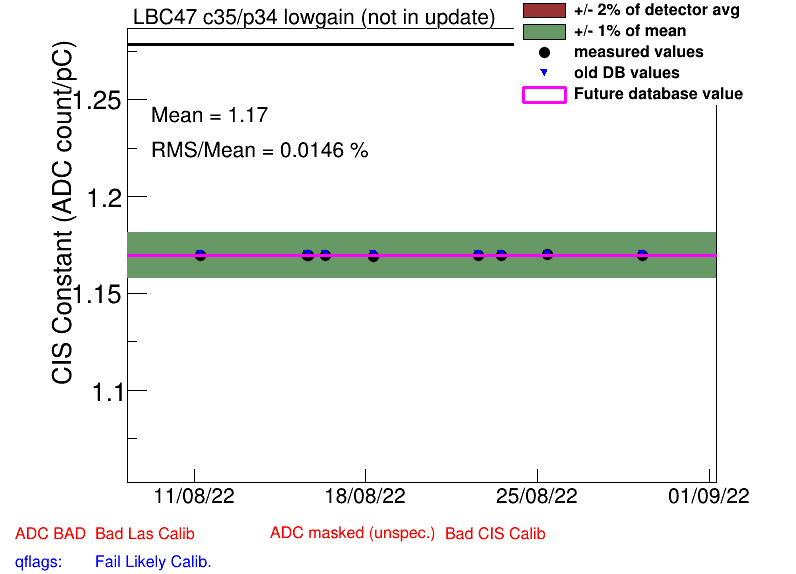 LBC47 c35/p34 lowgain (not in update)
+/- 2% of detector avg
+/- 1% of mean
measured values
old DB values
Future database value
CIS Constant (ADC count/pC)
1.25
1.2
1.15
1.1
Mean = 1.17
RMS/Mean = 0.0146 %
11/08/22 18/08/22 25/08/22 01/09/22
ADC BAD Bad Las Calib ADC masked (unspec.) Bad CIS Calib
qflags: Fail Likely Calib.